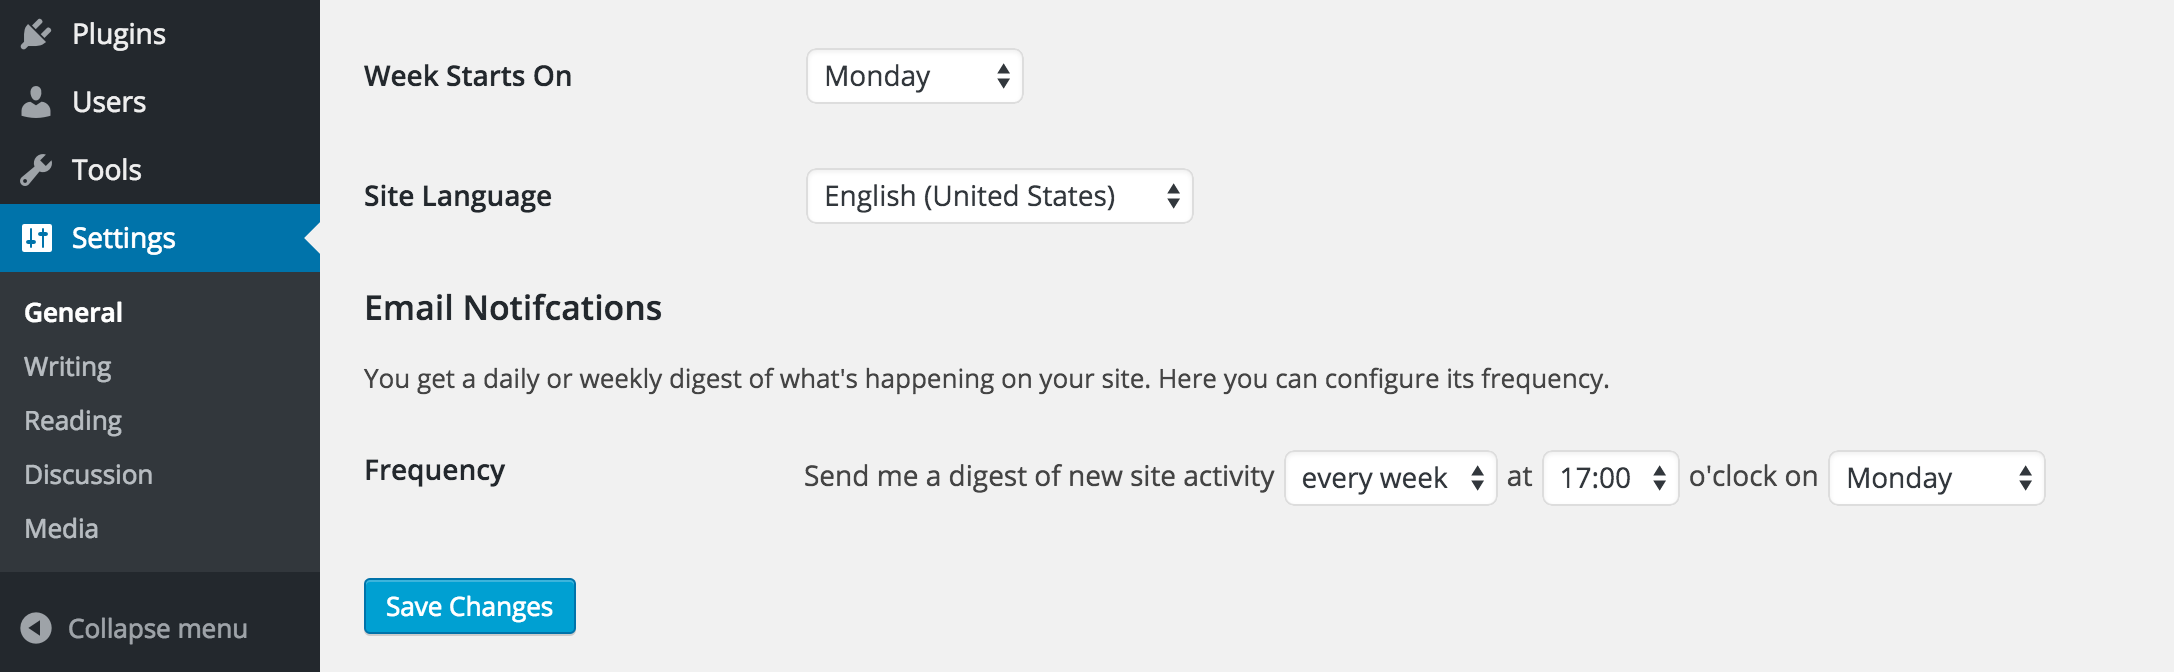 Plugins
Users
Tools
Settings
General
Writing
Reading
Discussion
Media
Collapse menu
Week Starts On Monday
Site Language English (United States)
Email Notifcations
You get a daily or weekly digest of what's happening on your site. Here you can configure its frequency.
Frequency Send me a digest of new site activity every week at 17:00 o'clock on Monday
Save Changes